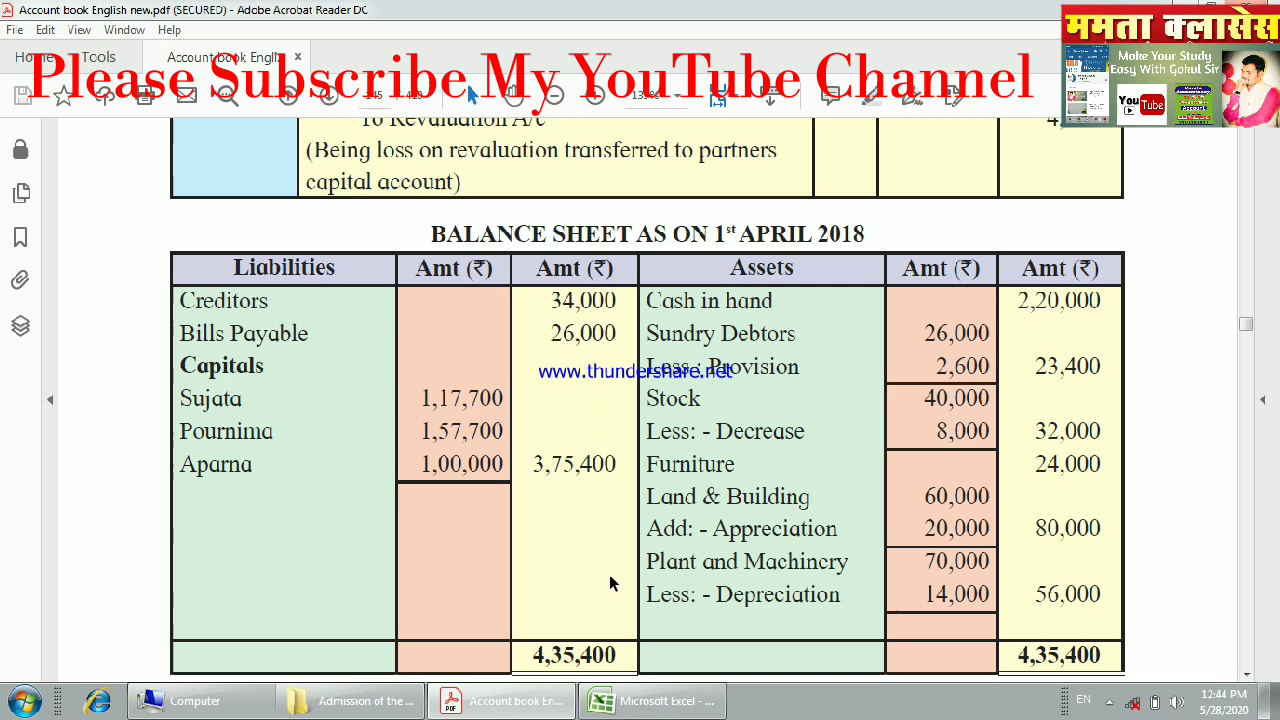 Account book English new.pdf (SECURED) - Adobe Acrobat Reader DC
File Edit View Window Help
Home Tools Account book Engli... ×
Please Subscribe My YouTube Channel
ममता क्लासेस
Make Your Study
Easy With Gokul Sir
You Tube
To Revaluation A/c
(Being loss on revaluation transferred to partners
capital account)
BALANCE SHEET AS ON 1st APRIL 2018
Liabilities Amt (₹) Amt (₹) Assets Amt (₹) Amt (₹)
Creditors 34,000 Cash in hand 2,20,000
Bills Payable 26,000 Sundry Debtors 26,000
Capitals Less : Provision 2,600 23,400
www.thundershare.net
Sujata 1,17,700 Stock 40,000
Pournima 1,57,700 Less: - Decrease 8,000 32,000
Aparna 1,00,000 3,75,400 Furniture 24,000
Land & Building 60,000
Add: - Appreciation 20,000 80,000
Plant and Machinery 70,000
Less: - Depreciation 14,000 56,000
4,35,400 4,35,400
Computer Admission of the ... Account book En... Microsoft Excel - ... EN 12:44 PM
5/28/2020